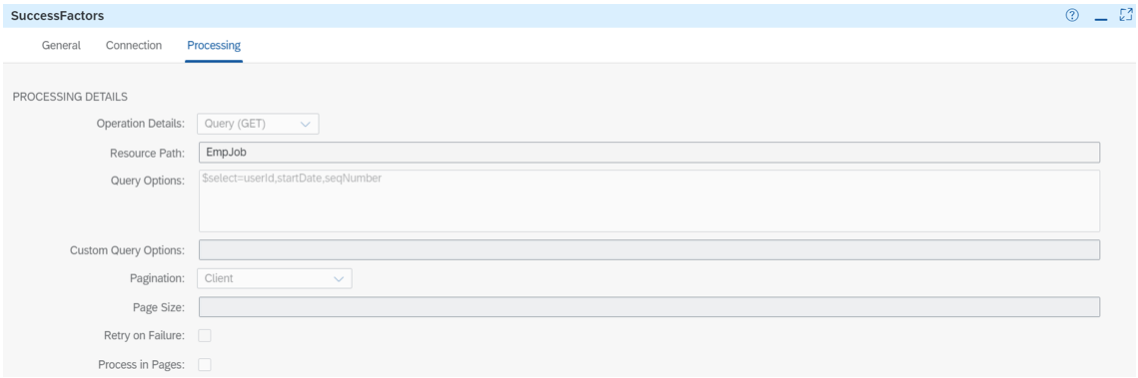 SuccessFactors
General Connection Processing
PROCESSING DETAILS
Operation Details: Query (GET)
Resource Path: EmpJob
Query Options: $select=userId,startDate,seqNumber
Custom Query Options:
Pagination: Client
Page Size:
Retry on Failure:
Process in Pages: